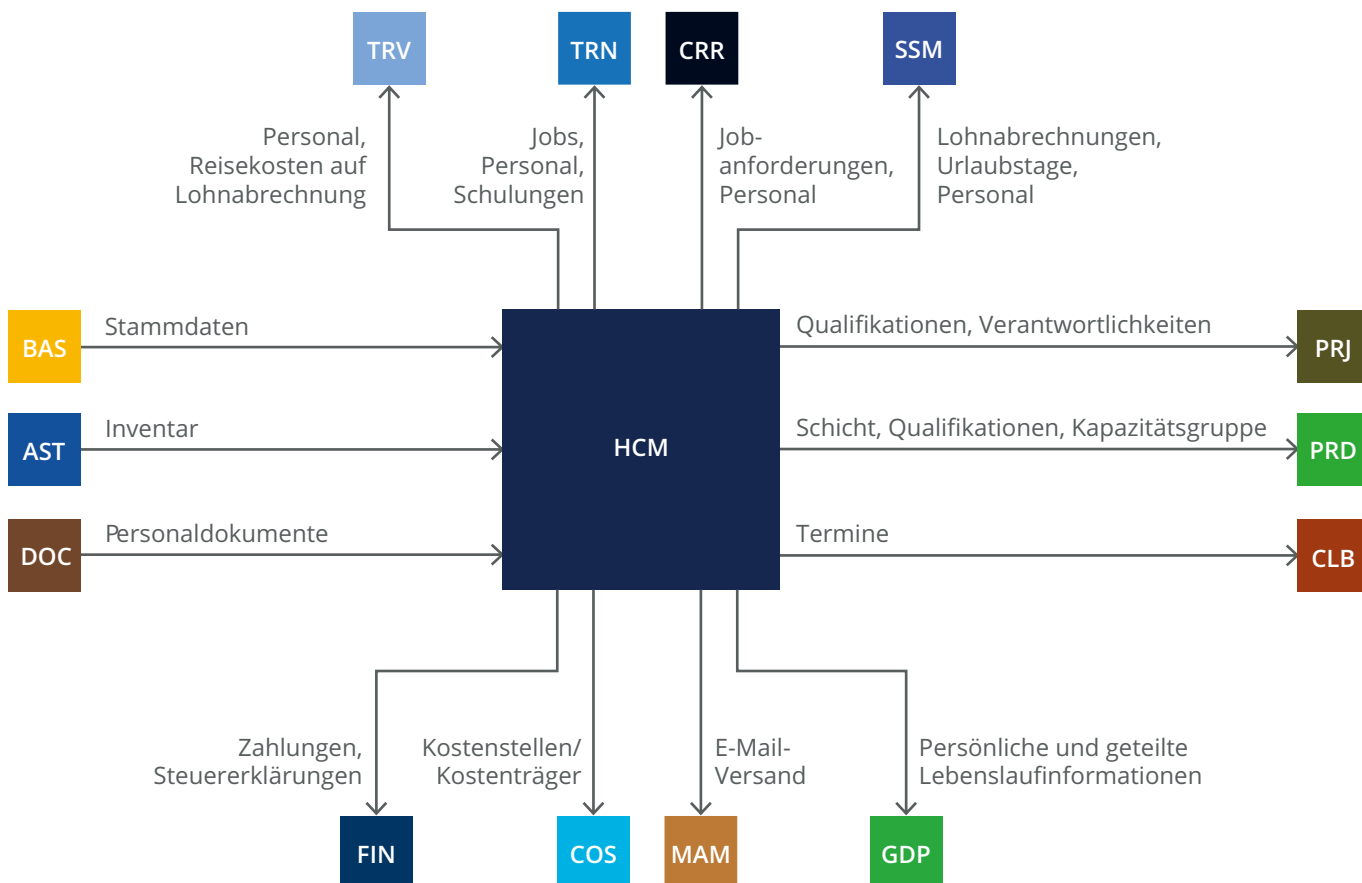 TRV
TRN
CRR
SSM
Personal,
Reisekosten auf
Lohnabrechnung
Jobs,
Personal,
Schulungen
Job-
anforderungen,
Personal
Lohnabrechnungen,
Urlaubstage,
Personal
BAS
Stammdaten
Qualifikationen, Verantwortlichkeiten
PRJ
AST
Inventar
HCM
Schicht, Qualifikationen, Kapazitätsgruppe
PRD
DOC
Personaldokumente
Termine
CLB
Zahlungen,
Steuererklärungen
Kostenstellen/
Kostenträger
E-Mail-
Versand
Persönliche und geteilte
Lebenslaufinformationen
FIN
COS
MAM
GDP